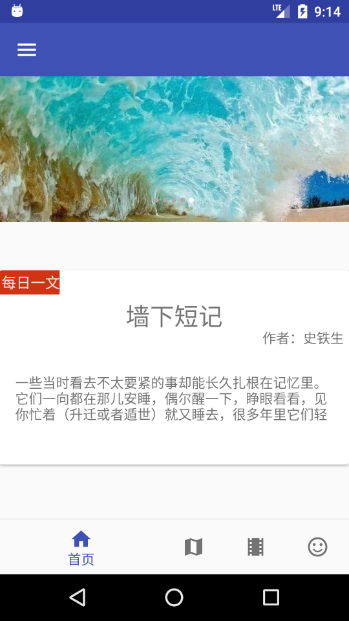 LTE 9:14
每日一文
墙下短记
作者：史铁生
一些当时看去不太要紧的事却能长久扎根在记忆里。
它们一向都在那儿安睡，偶尔醒一下，睁眼看看，见
你忙着（升迁或者遁世）就又睡去，很多年里它们轻
首页